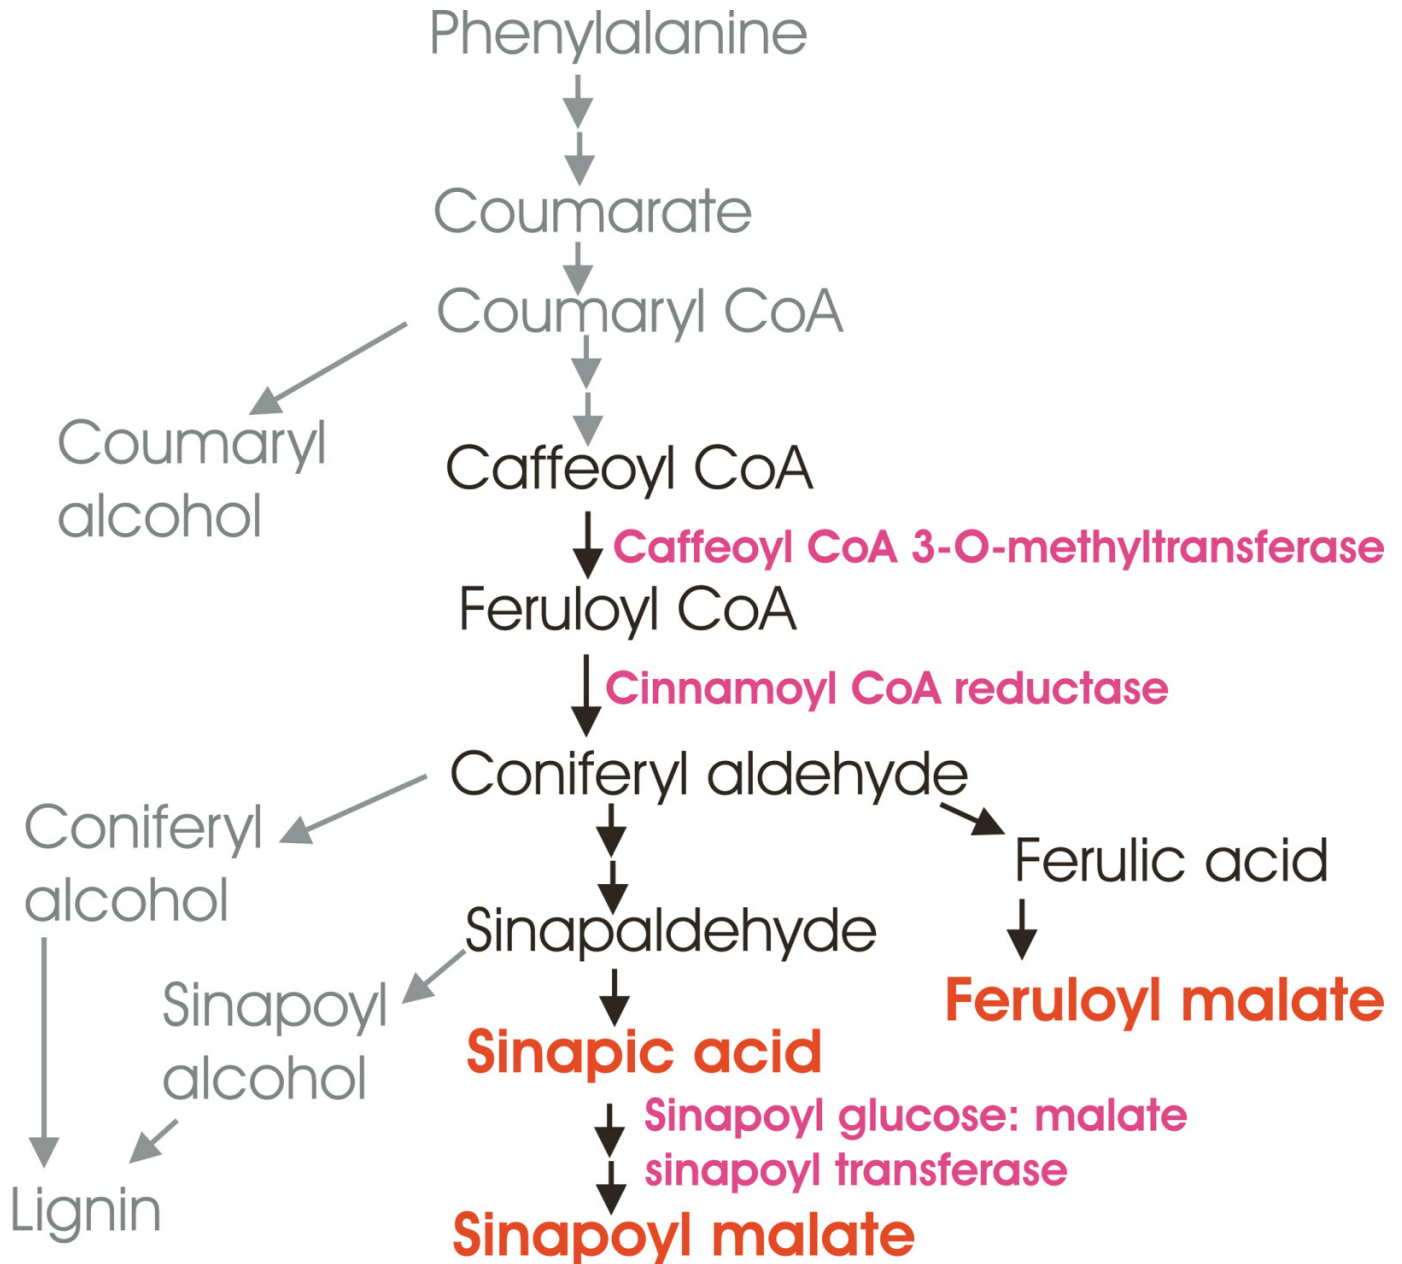 Phenylalanine
Coumarate
Coumaryl CoA
Coumaryl
alcohol
Caffeoyl CoA
Caffeoyl CoA 3-O-methyltransferase
Feruloyl CoA
Cinnamoyl CoA reductase
Coniferyl aldehyde
Coniferyl
alcohol
Ferulic acid
Sinapaldehyde
Feruloyl malate
Sinapoyl
alcohol
Sinapic acid
Sinapoyl glucose: malate
sinapoyl transferase
Lignin
Sinapoyl malate